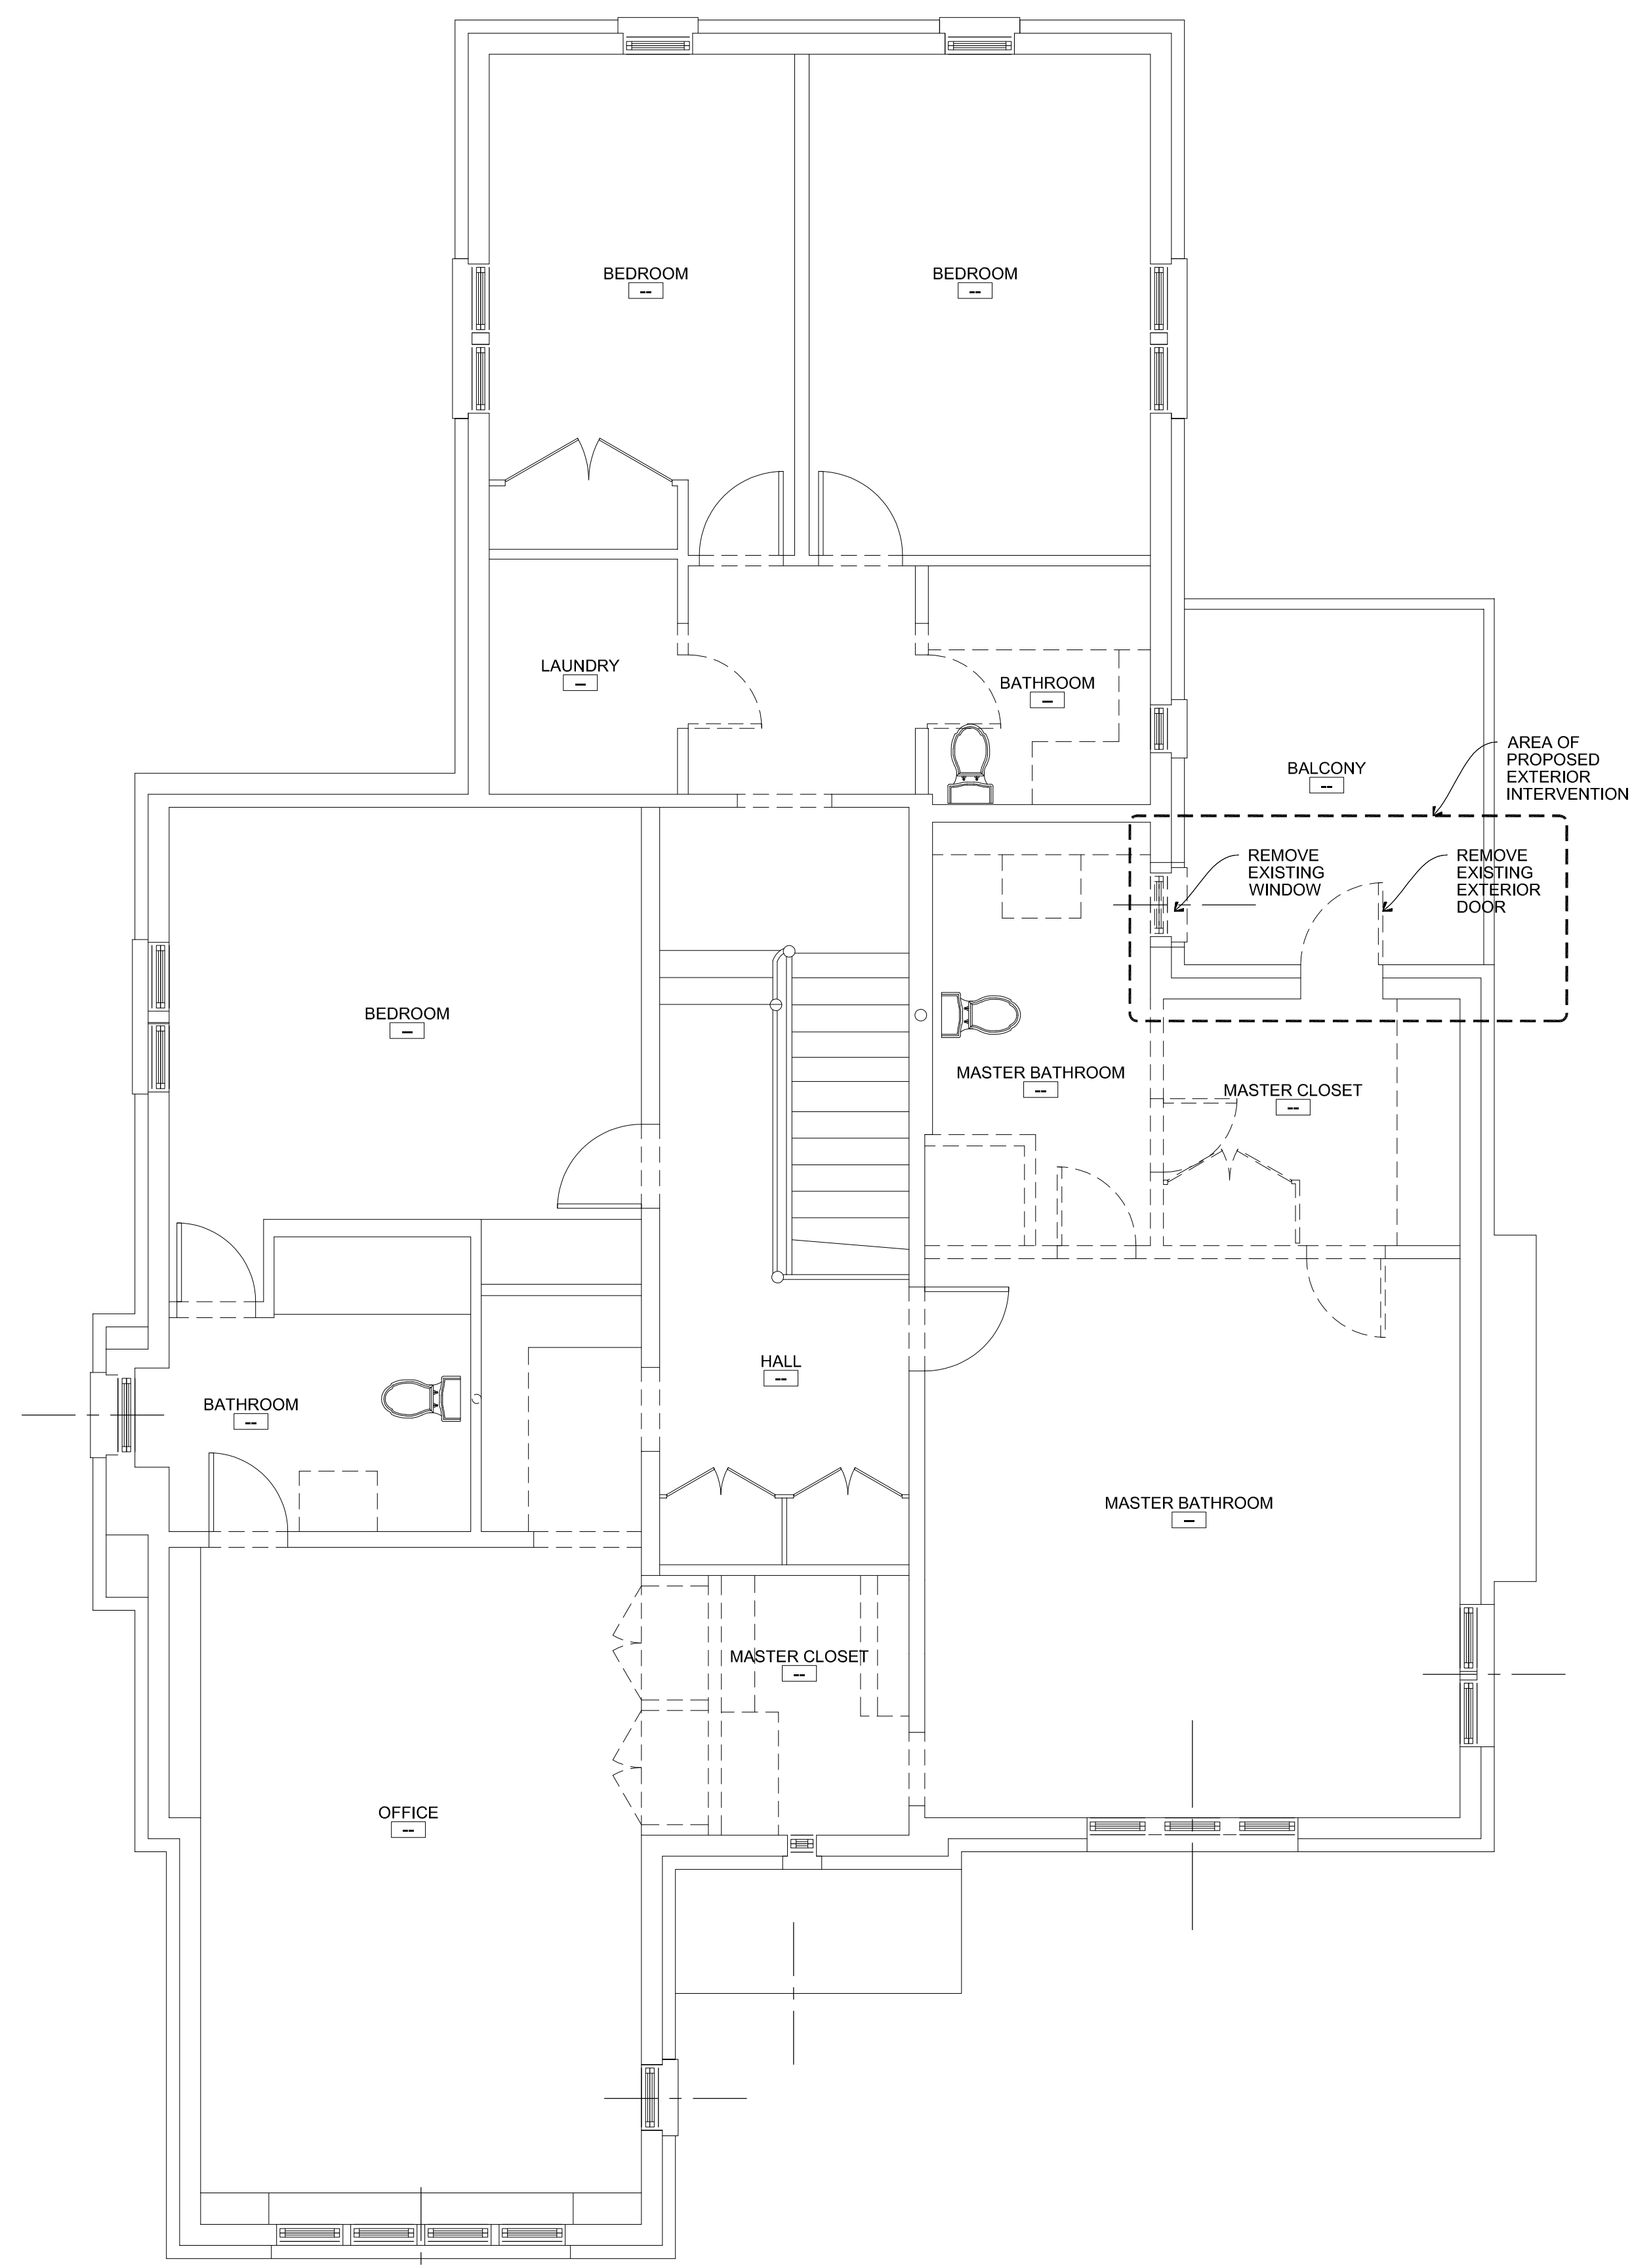 BEDROOM
--
BEDROOM
--
LAUNDRY
--
BATHROOM
--
BALCONY
--
AREA OF
PROPOSED
EXTERIOR
INTERVENTION
REMOVE
EXISTING
WINDOW
REMOVE
EXISTING
EXTERIOR
DOOR
BEDROOM
--
MASTER BATHROOM
--
MASTER CLOSET
--
HALL
--
BATHROOM
--
MASTER BATHROOM
--
MASTER CLOSET
--
OFFICE
--